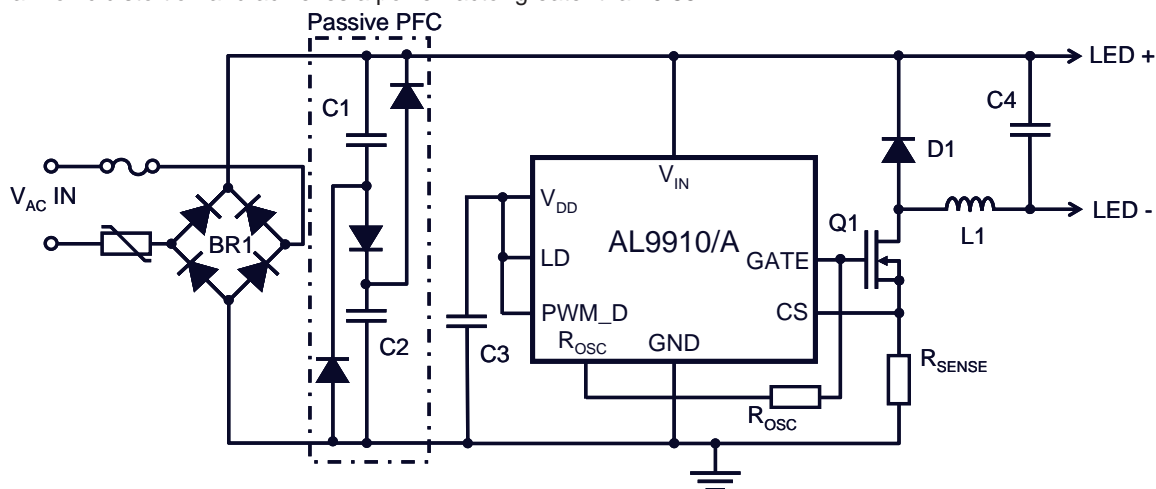 Passive PFC
LED +
C1
C4
D1
V_IN
V_AC IN
V_DD
Q1
LED -
BR1
AL9910/A
L1
LD
GATE
PWM_D
CS
C2
C3
R_OSC
GND
R_SENSE
R_OSC